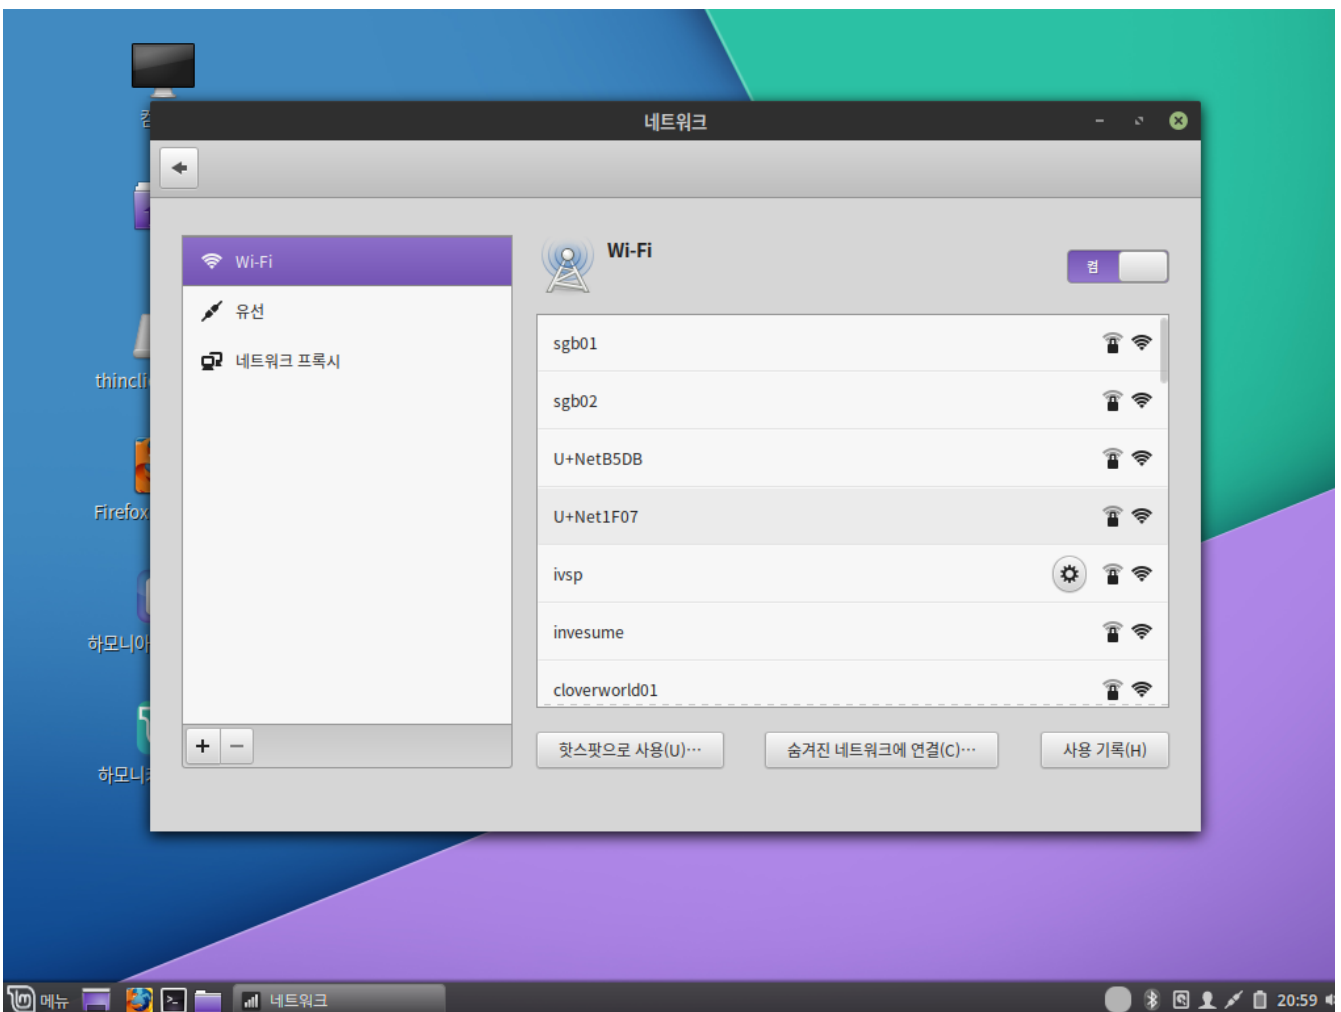 네트워크
Wi-Fi
유선
네트워크 프록시
Wi-Fi
켬
sgb01
sgb02
U+NetB5DB
U+Net1F07
ivsp
invesume
cloverworld01
핫스팟으로 사용(U)…
숨겨진 네트워크에 연결(C)…
사용 기록(H)
thincli
Firefox
하모니아
하모니
메뉴
네트워크
20:59